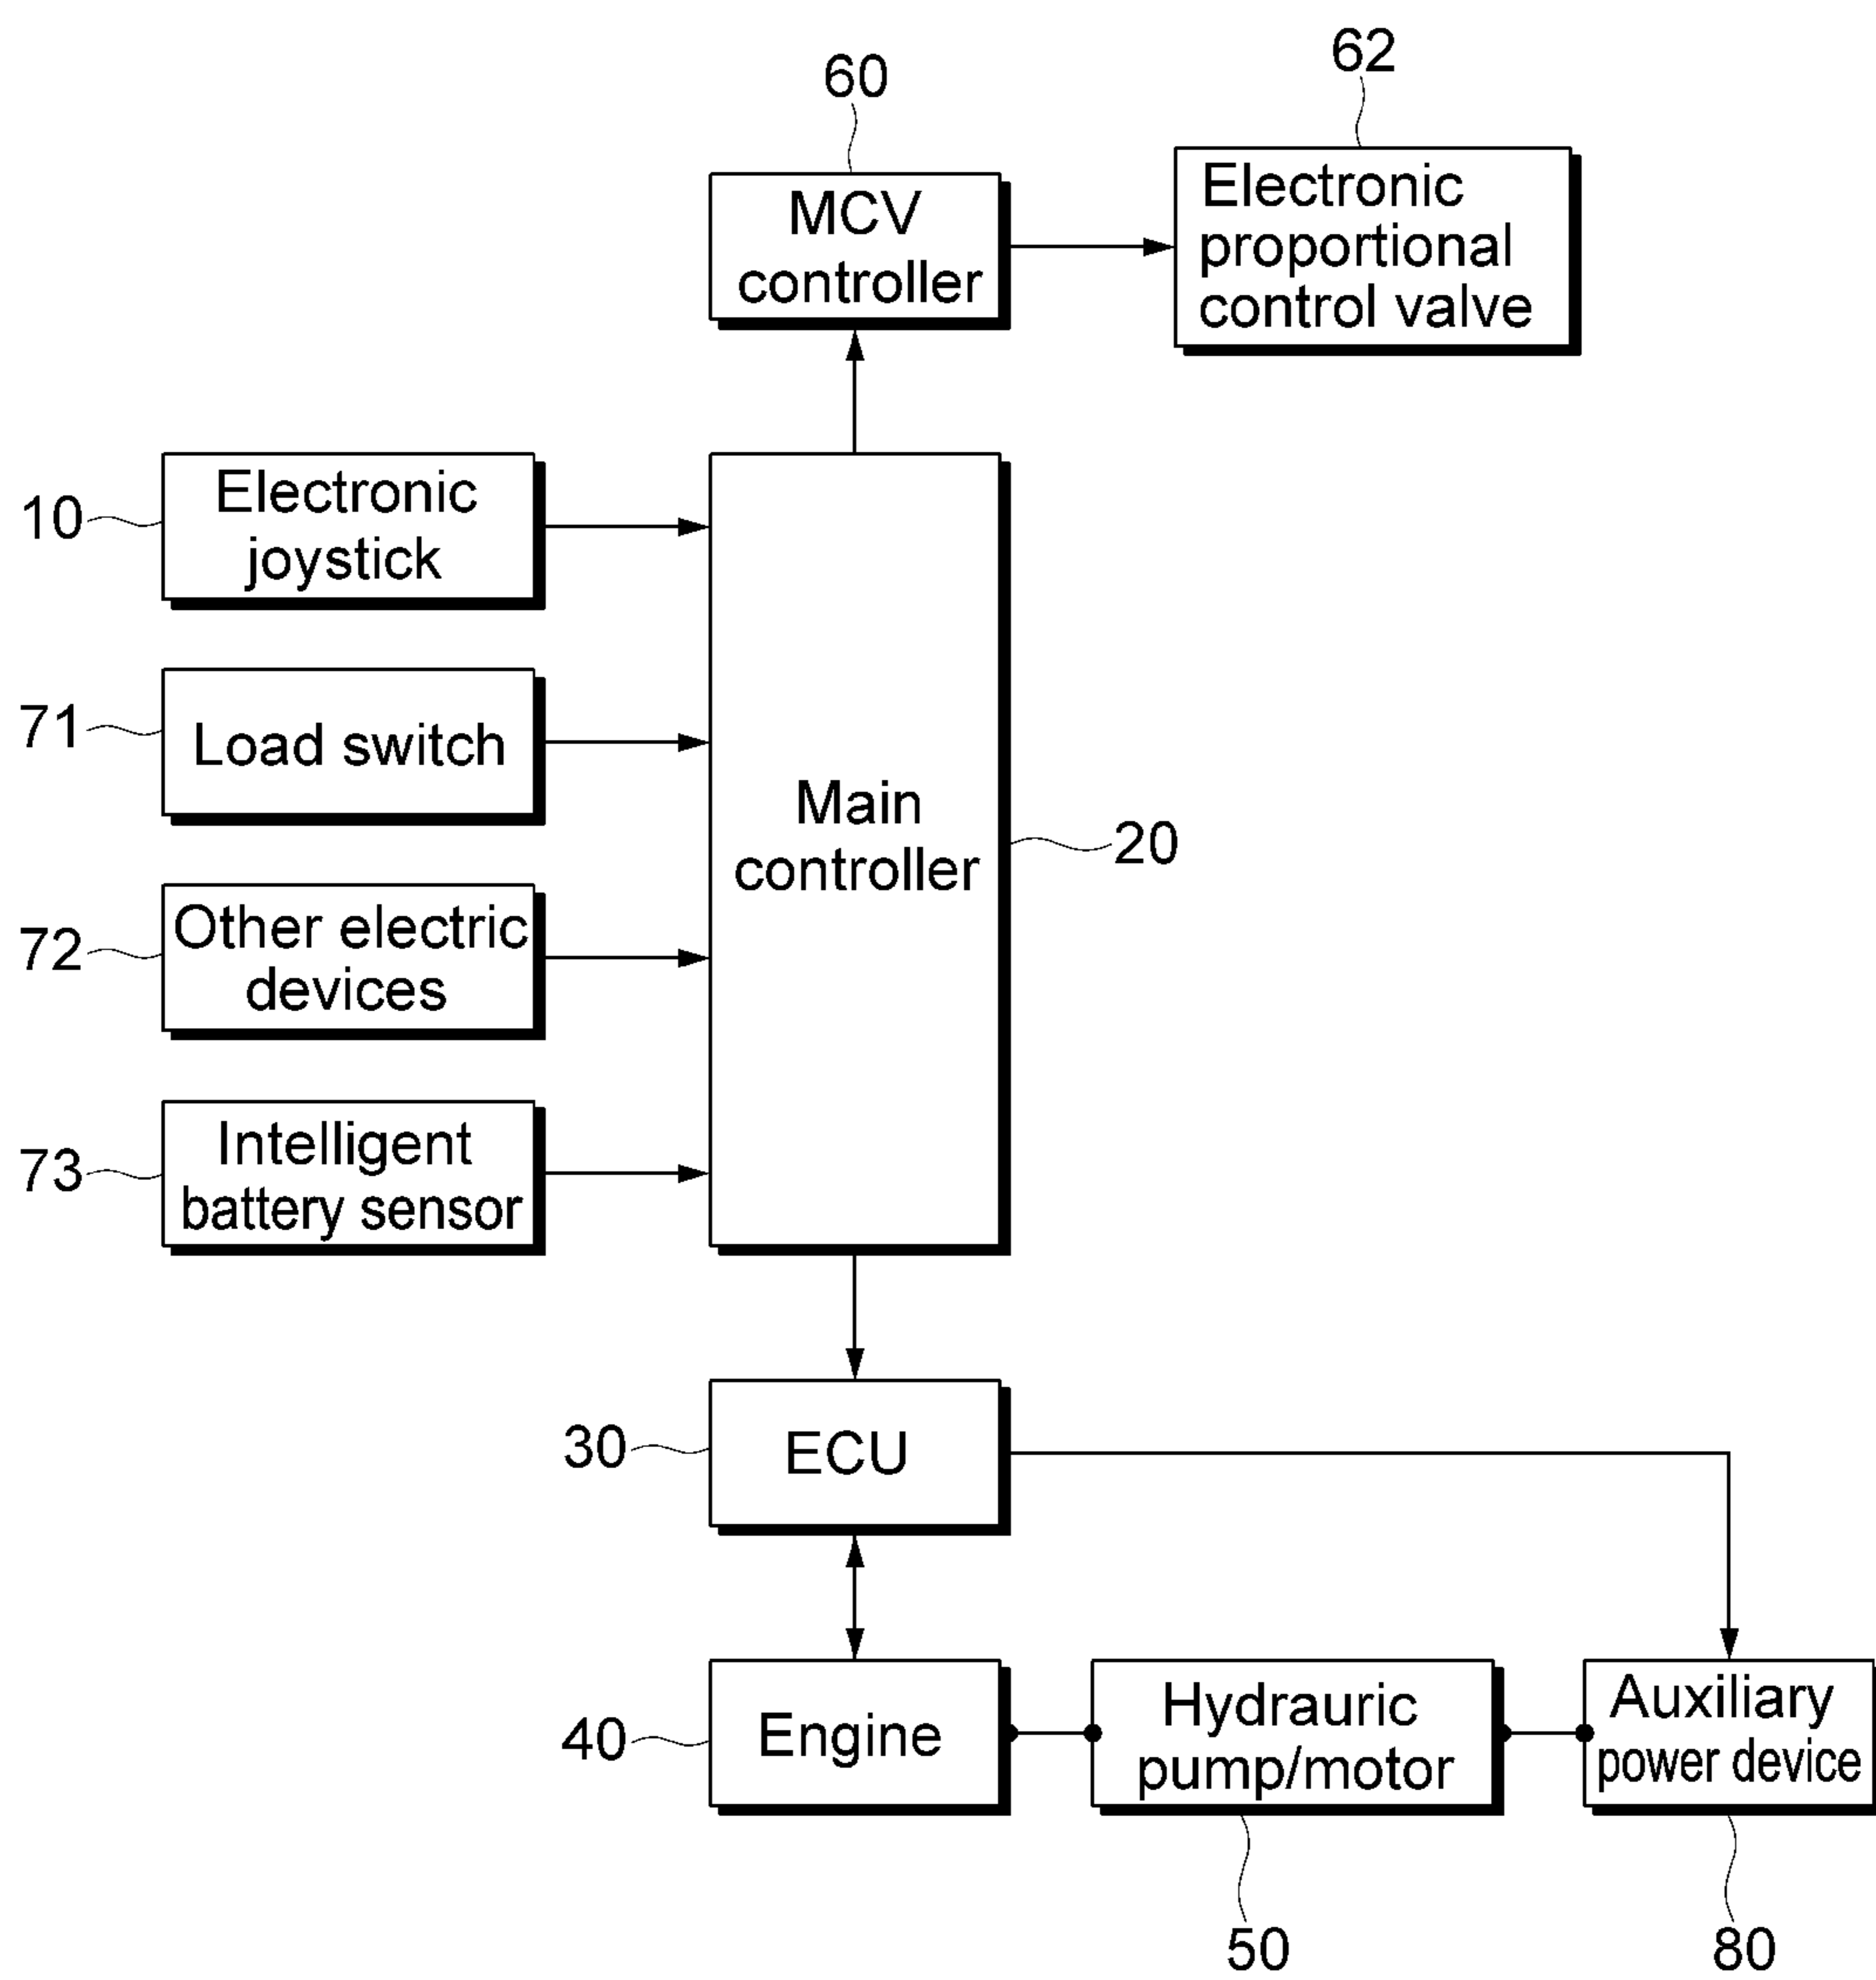 60
62
MCV
controller
Electronic
proportional
control valve
10
Electronic
joystick
71
Load switch
Main
controller
20
72
Other electric
devices
73
Intelligent
battery sensor
30
ECU
40
Engine
Hydrauric
pump/motor
Auxiliary
power device
50
80